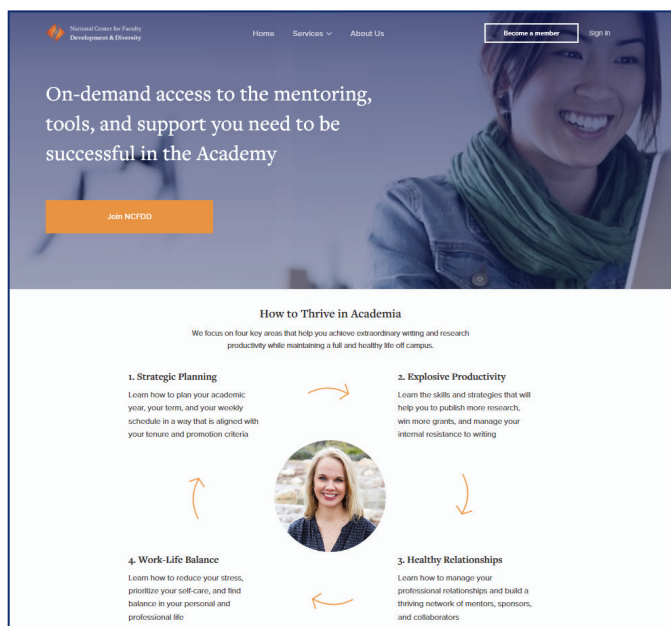 National Center for Faculty
Development & Diversity
Home Services About Us
Become a member
Sign In
On-demand access to the mentoring,
tools, and support you need to be
successful in the Academy
Join NCFDD
How to Thrive in Academia
We focus on four key areas that help you achieve extraordinary writing and research
productivity while maintaining a full and healthy life off campus.
1. Strategic Planning
Learn how to plan your academic
year, your term, and your weekly
schedule in a way that is aligned with
your tenure and promotion criteria
2. Explosive Productivity
Learn the skills and strategies that will
help you to publish more research,
win more grants, and manage your
internal resistance to writing
3. Healthy Relationships
Learn how to manage your
professional relationships and build a
thriving network of mentors, sponsors,
and collaborators
4. Work-Life Balance
Learn how to reduce your stress,
prioritize your self-care, and find
balance in your personal and
professional life